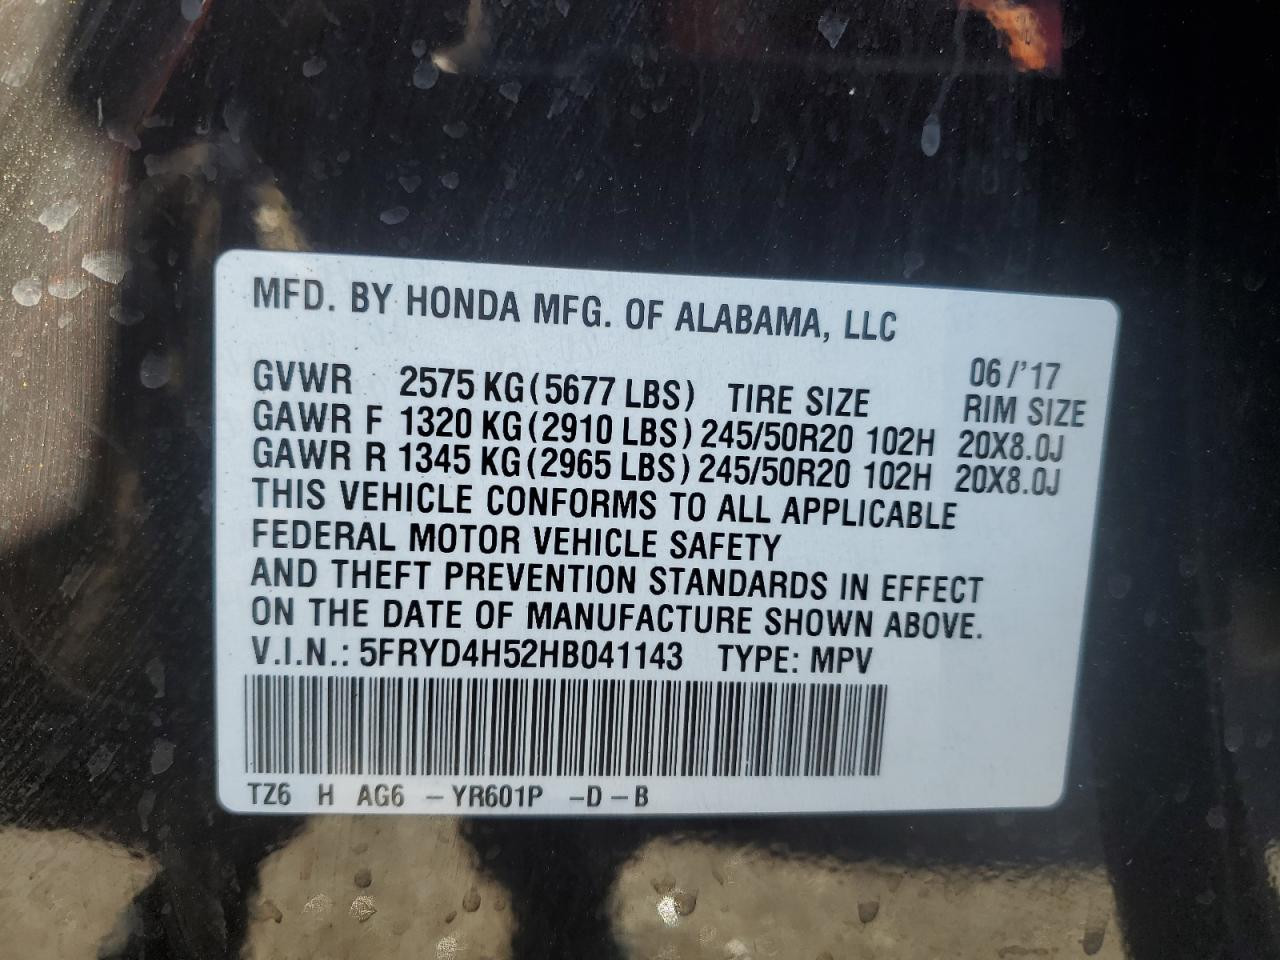 MFD. BY HONDA MFG. OF ALABAMA, LLC
06/'17
GVWR 2575 KG(5677 LBS) TIRE SIZE RIM SIZE
GAWR F 1320 KG(2910 LBS) 245/50R20 102H 20X8.0J
GAWR R 1345 KG(2965 LBS) 245/50R20 102H 20X8.0J
THIS VEHICLE CONFORMS TO ALL APPLICABLE
FEDERAL MOTOR VEHICLE SAFETY
AND THEFT PREVENTION STANDARDS IN EFFECT
ON THE DATE OF MANUFACTURE SHOWN ABOVE.
V.I.N.: 5FRYD4H52HB041143 TYPE: MPV
TZ6 H AG6 –YR601P –D–B